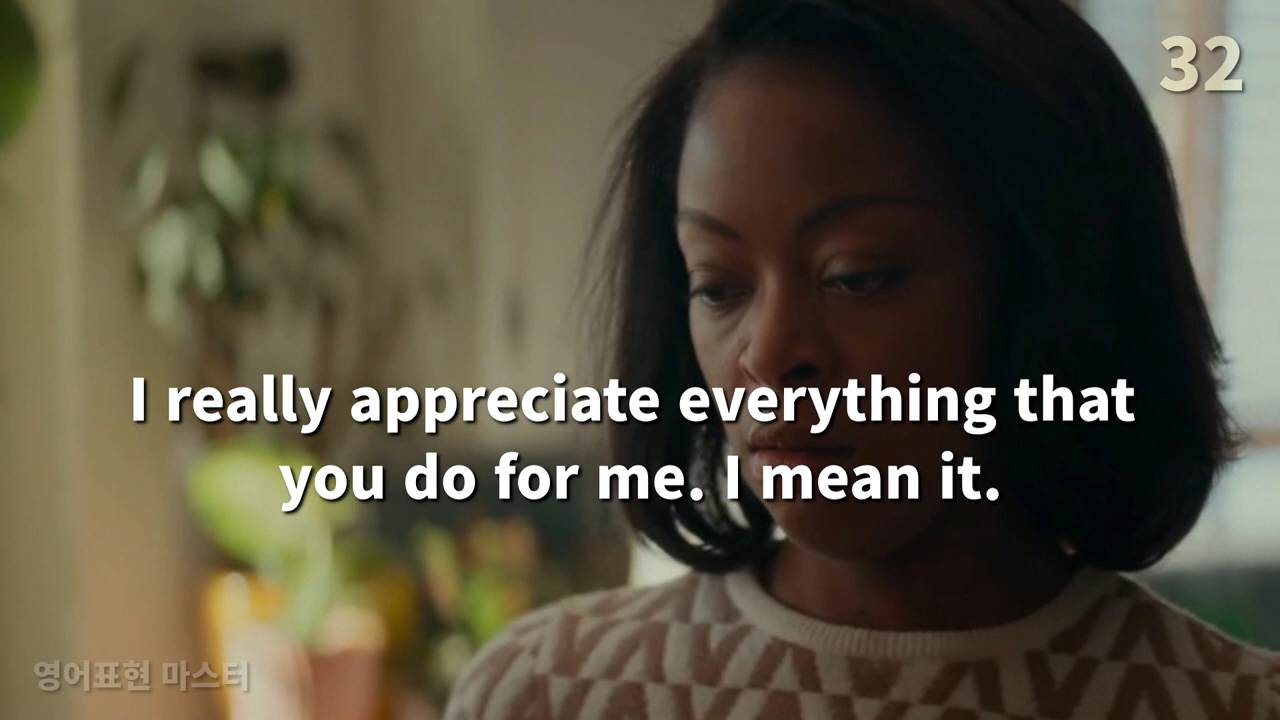 32
I really appreciate everything that
you do for me. I mean it.
영어표현 마스터